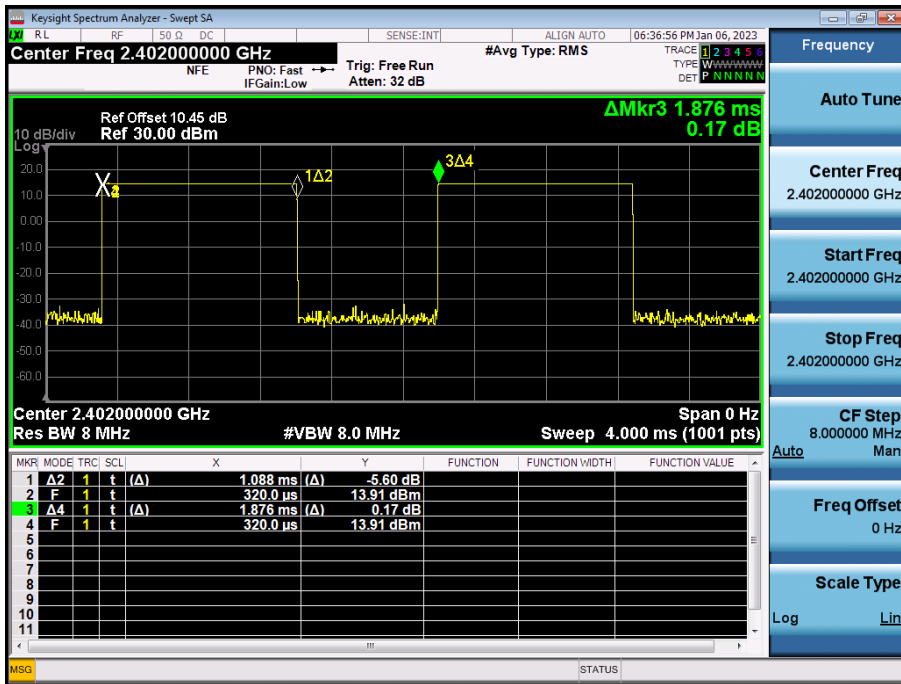 Keysight Spectrum Analyzer - Swept SA
LXI RL RF 50 Ω DC SENSE:INT ALIGN AUTO 06:36:56 PM Jan 06, 2023
Center Freq 2.402000000 GHz #Avg Type: RMS TRACE 1 2 3 4 5 6
NFE PNO: Fast Trig: Free Run TYPE WWWWWW
IFGain:Low Atten: 32 dB DET P N N N N N
Ref Offset 10.45 dB ΔMkr3 1.876 ms
10 dB/div Ref 30.00 dBm 0.17 dB
Log
20.0
10.0
0.00
-10.0
-20.0
-30.0
-40.0
-50.0
-60.0
2
1Δ2
3Δ4
Center 2.402000000 GHz Span 0 Hz
Res BW 8 MHz #VBW 8.0 MHz Sweep 4.000 ms (1001 pts)
MKR MODE TRC SCL X Y FUNCTION FUNCTION WIDTH FUNCTION VALUE
1 Δ2 1 t (Δ) 1.088 ms (Δ) -5.60 dB
2 F 1 t 320.0 µs 13.91 dBm
3 Δ4 1 t (Δ) 1.876 ms (Δ) 0.17 dB
4 F 1 t 320.0 µs 13.91 dBm
5
6
7
8
9
10
11
MSG STATUS
Frequency
Auto Tune
Center Freq
2.402000000 GHz
Start Freq
2.402000000 GHz
Stop Freq
2.402000000 GHz
CF Step
8.000000 MHz
Auto Man
Freq Offset
0 Hz
Scale Type
Log Lin